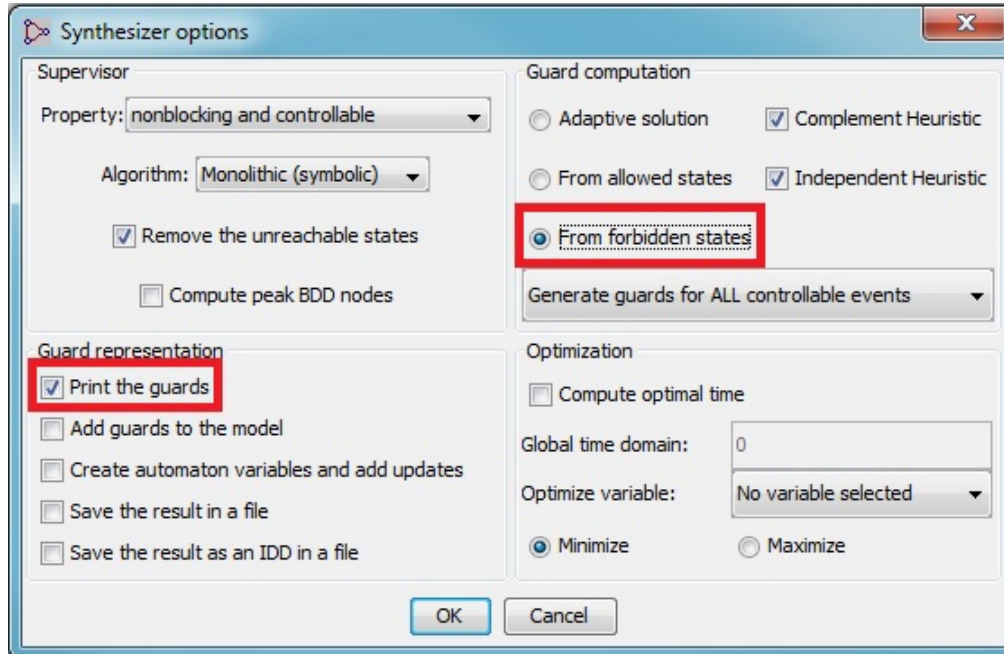 Synthesizer options
Supervisor
Property: nonblocking and controllable
Algorithm: Monolithic (symbolic)
Remove the unreachable states
Compute peak BDD nodes
Guard computation
Adaptive solution Complement Heuristic
From allowed states Independent Heuristic
From forbidden states
Generate guards for ALL controllable events
Guard representation
Print the guards
Add guards to the model
Create automaton variables and add updates
Save the result in a file
Save the result as an IDD in a file
Optimization
Compute optimal time
Global time domain: 0
Optimize variable: No variable selected
Minimize Maximize
OK Cancel